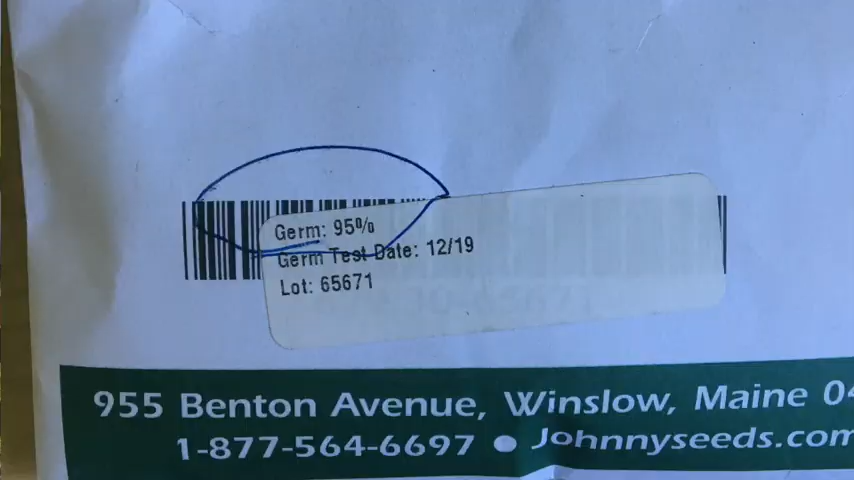 Germ: 95%
Germ Test Date: 12/19
Lot: 65671
955 Benton Avenue, Winslow, Maine
1-877-564-6697 ● Johnnyseeds.com